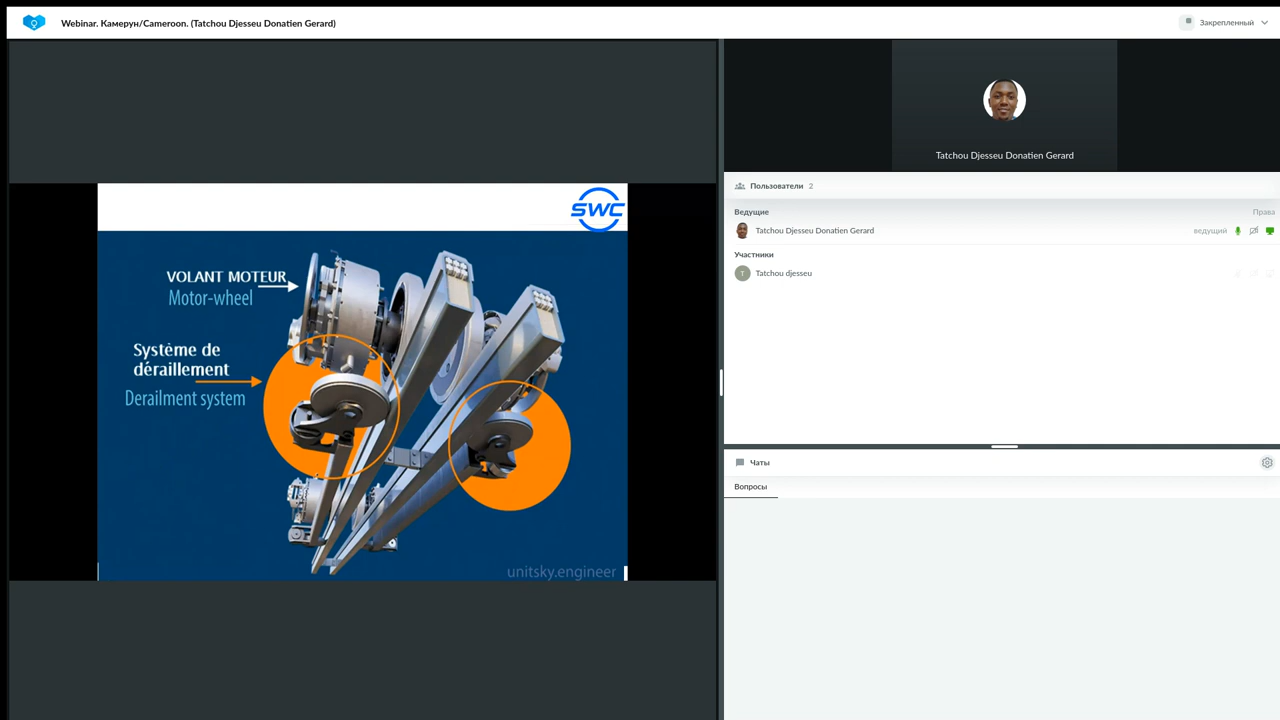 Webinar. Камерун/Cameroon. (Tatchou Djesseu Donatien Gerard)
Закрепленный
SWC
VOLANT MOTEUR
Motor-wheel
Système de
déraillement
Derailment system
unitsky.engineer
Tatchou Djesseu Donatien Gerard
Пользователи 2
Ведущие Права
Tatchou Djesseu Donatien Gerard ведущий
Участники
T Tatchou djesseu
Чаты
Вопросы